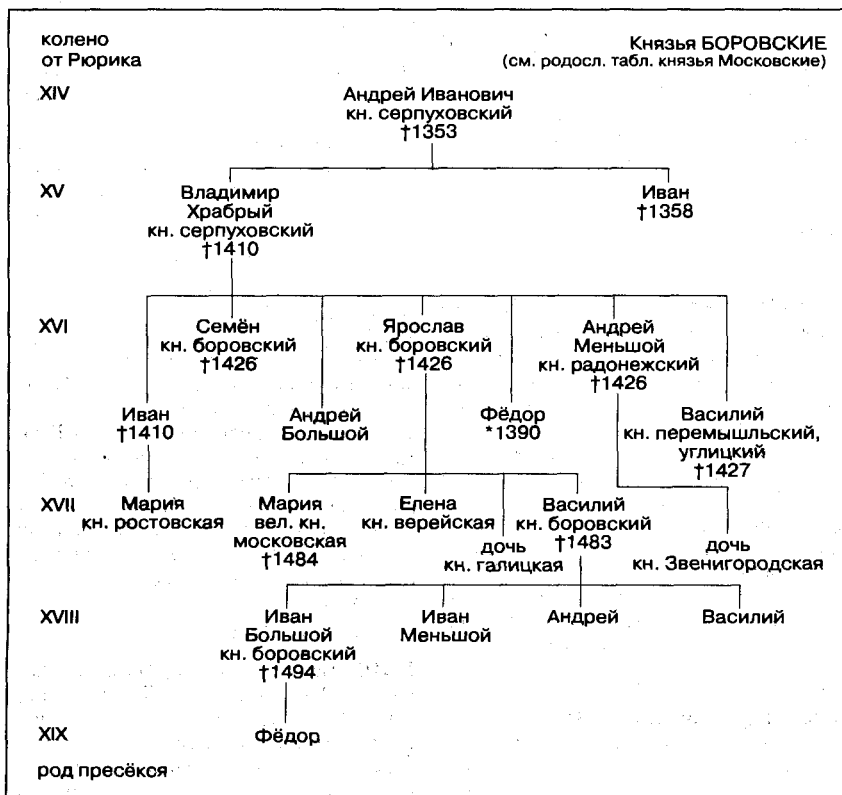 колено
от Рюрика
Князья БОРОВСКИЕ
(см. родосл. табл. князья Московские)
XIV
Андрей Иванович
кн. серпуховский
†1353
XV
Владимир
Храбрый
кн. серпуховский
†1410
Иван
†1358
XVI
Семён
кн. боровский
†1426
Ярослав
кн. боровский
†1426
Андрей
Меньшой
кн. радонежский
†1426
Иван
†1410
Андрей
Большой
Фёдор
*1390
Василий
кн. перемышльский,
углицкий
†1427
XVII
Мария
кн. ростовская
Мария
вел. кн.
московская
†1484
Елена
кн. верейская
дочь
кн. галицкая
Василий
кн. боровский
†1483
дочь
кн. Звенигородская
XVIII
Иван
Большой
кн. боровский
†1494
Иван
Меньшой
Андрей
Василий
XIX
Фёдор
род пресёкся